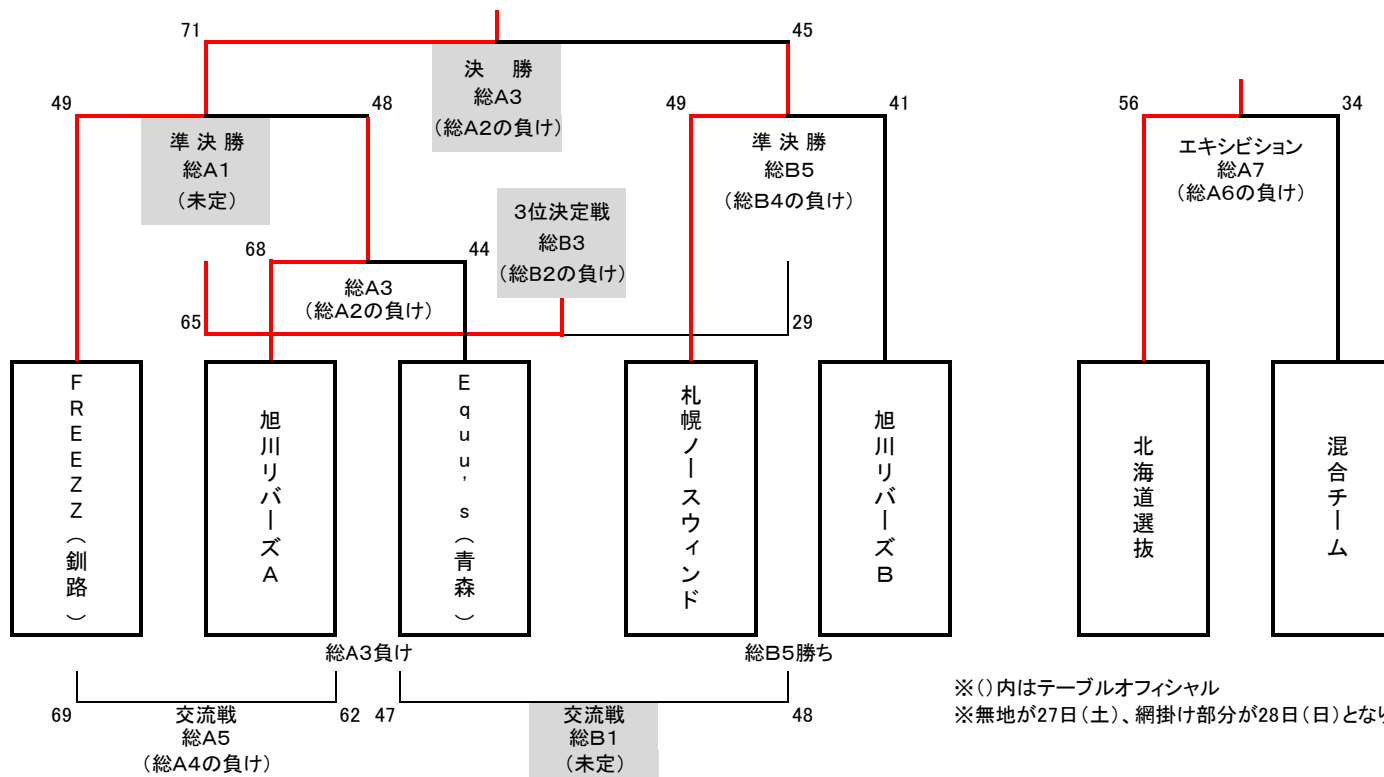 71
45
決　勝
総A3
(総A2の負け)
49
48
準 決 勝
総A1
(未定)
49
41
準 決 勝
総B5
(総B4の負け)
56
34
エキシビション
総A7
(総A6の負け)
3位決定戦
総B3
(総B2の負け)
68
44
総A3
(総A2の負け)
65
29
FREEZZ(釧路)
旭川リバーズA
Equu's(青森)
札幌ノースウィンド
旭川リバーズB
北海道選抜
混合チーム
総A3負け
総B5勝ち
69
62
交流戦
総A5
(総A4の負け)
47
48
交流戦
総B1
(未定)
※()内はテーブルオフィシャル
※無地が27日(土)、網掛け部分が28日(日)とな